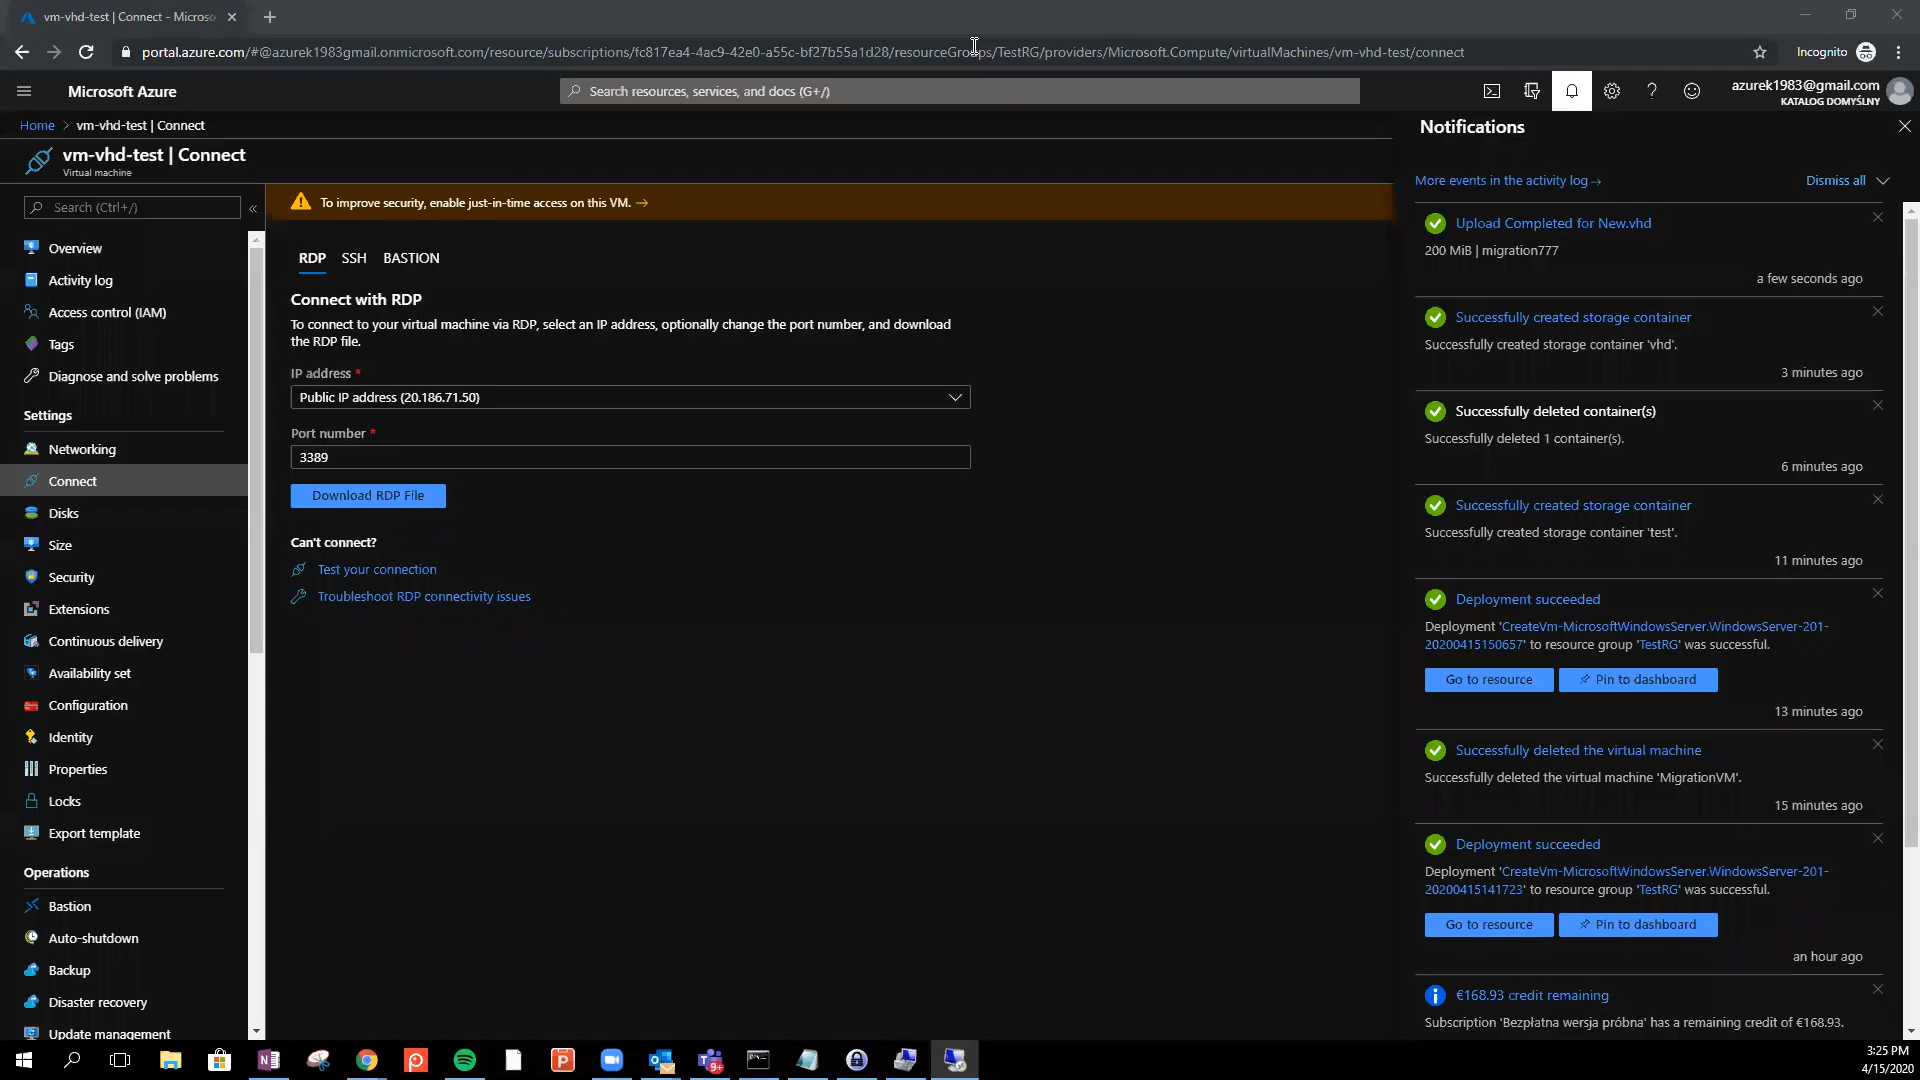 vm-vhd-test | Connect - Microso
portal.azure.com/#@azurek1983gmail.onmicrosoft.com/resource/subscriptions/fc817ea4-4ac9-42e0-a55c-bf27b55a1d28/resourceGroups/TestRG/providers/Microsoft.Compute/virtualMachines/vm-vhd-test/connect
Incognito
Microsoft Azure
Search resources, services, and docs (G+/)
azurek1983@gmail.com
KATALOG DOMYŚLNY
Home > vm-vhd-test | Connect
vm-vhd-test | Connect
Virtual machine
Search (Ctrl+/)
«
Overview
Activity log
Access control (IAM)
Tags
Diagnose and solve problems
Settings
Networking
Connect
Disks
Size
Security
Extensions
Continuous delivery
Availability set
Configuration
Identity
Properties
Locks
Export template
Operations
Bastion
Auto-shutdown
Backup
Disaster recovery
Update management
To improve security, enable just-in-time access on this VM. →
RDP SSH BASTION
Connect with RDP
To connect to your virtual machine via RDP, select an IP address, optionally change the port number, and download
the RDP file.
IP address *
Public IP address (20.186.71.50)
Port number *
3389
Download RDP File
Can't connect?
Test your connection
Troubleshoot RDP connectivity issues
Notifications
More events in the activity log →
Dismiss all
Upload Completed for New.vhd
200 MiB | migration777
a few seconds ago
Successfully created storage container
Successfully created storage container 'vhd'.
3 minutes ago
Successfully deleted container(s)
Successfully deleted 1 container(s).
6 minutes ago
Successfully created storage container
Successfully created storage container 'test'.
11 minutes ago
Deployment succeeded
Deployment 'CreateVm-MicrosoftWindowsServer.WindowsServer-201-
20200415150657' to resource group 'TestRG' was successful.
Go to resource
Pin to dashboard
13 minutes ago
Successfully deleted the virtual machine
Successfully deleted the virtual machine 'MigrationVM'.
15 minutes ago
Deployment succeeded
Deployment 'CreateVm-MicrosoftWindowsServer.WindowsServer-201-
20200415141723' to resource group 'TestRG' was successful.
Go to resource
Pin to dashboard
an hour ago
€168.93 credit remaining
Subscription 'Bezpłatna wersja próbna' has a remaining credit of €168.93.
9+
3:25 PM
4/15/2020